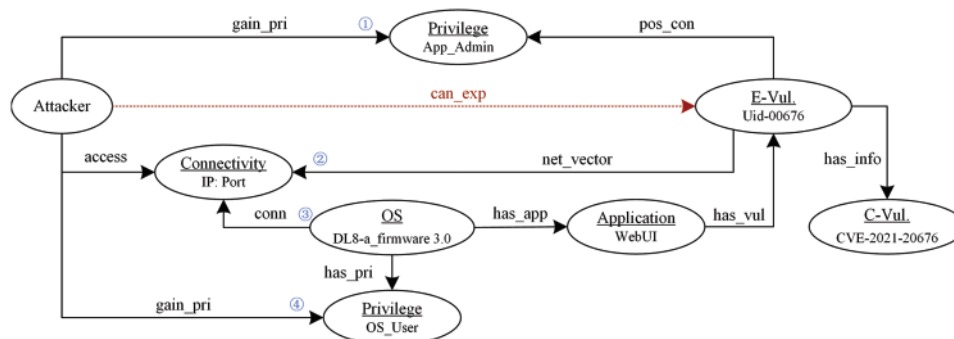 gain_pri ① Privilege pos_con
App_Admin
Attacker can_exp E-Vul.
Uid-00676
access Connectivity ② net_vector has_info
IP: Port
conn ③ OS has_app Application has_vul C-Vul.
DL8-a_firmware 3.0 WebUI CVE-2021-20676
has_pri
gain_pri ④ Privilege
OS_User